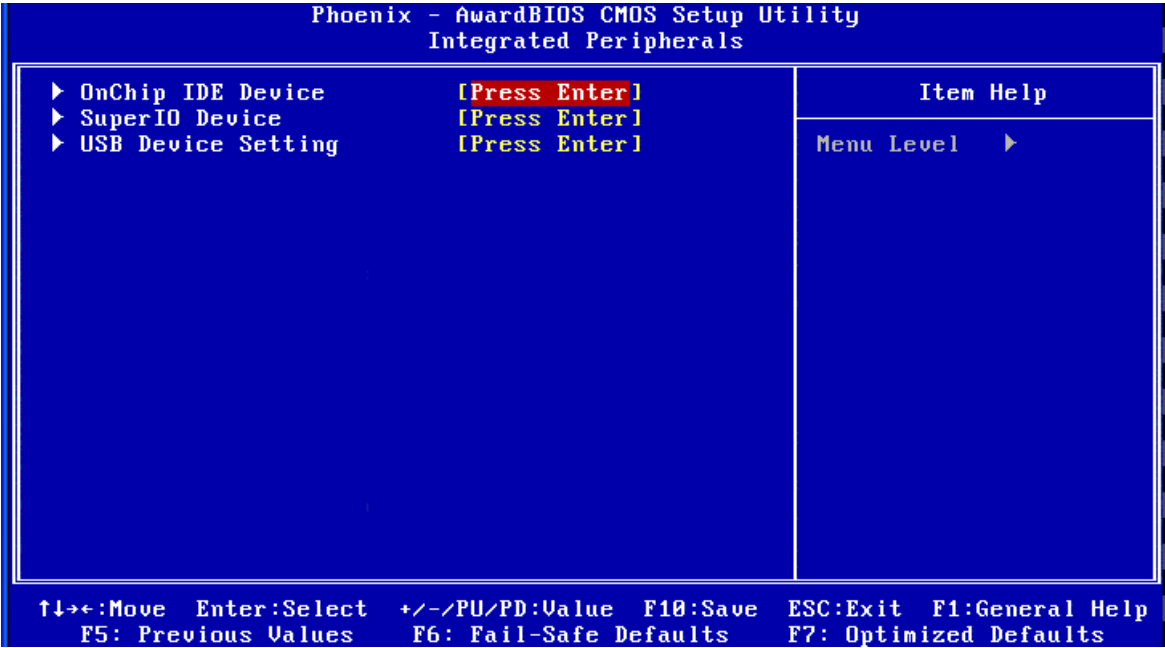 Phoenix - AwardBIOS CMOS Setup Utility
Integrated Peripherals
▶ OnChip IDE Device [Press Enter]
▶ SuperIO Device [Press Enter]
▶ USB Device Setting [Press Enter]
Item Help
Menu Level ▶
↑↓→←:Move Enter:Select +/-/PU/PD:Value F10:Save ESC:Exit F1:General Help
F5: Previous Values F6: Fail-Safe Defaults F7: Optimized Defaults